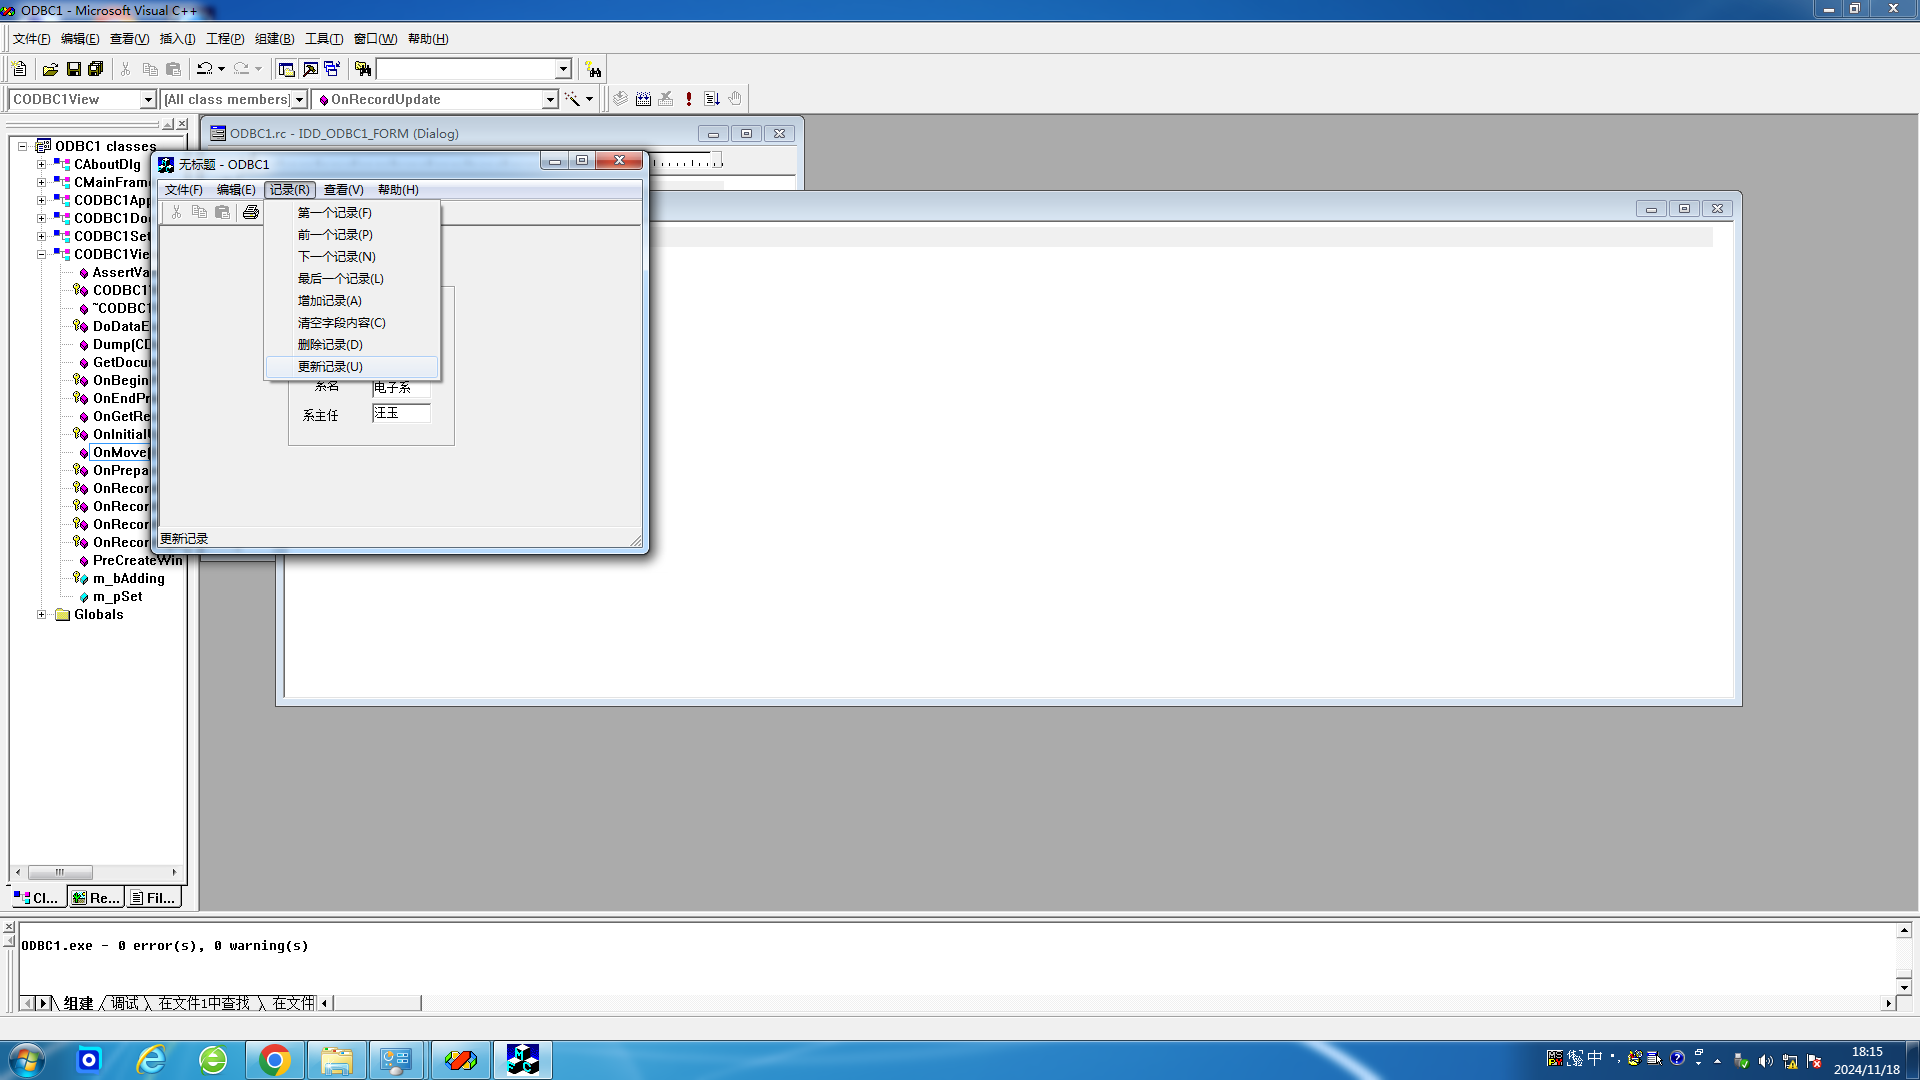 ODBC1 - Microsoft Visual C++
文件(F) 编辑(E) 查看(V) 插入(I) 工程(P) 组建(B) 工具(T) 窗口(W) 帮助(H)
CODBC1View [All class members] OnRecordUpdate
ODBC1 classes
CAboutDlg
CMainFram
CODBC1App
CODBC1Do
CODBC1Set
CODBC1Vie
AssertVa
CODBC1
~CODBC1
DoDataE
Dump(CD
GetDocu
OnBegin
OnEndPr
OnGetRe
OnInitial
OnMove(
OnPrepa
OnRecor
OnRecor
OnRecor
OnRecor
PreCreateWin
m_bAdding
m_pSet
Globals
Cl... Re... Fil...
ODBC1.rc - IDD_ODBC1_FORM (Dialog)
无标题 - ODBC1
文件(F) 编辑(E) 记录(R) 查看(V) 帮助(H)
第一个记录(F)
前一个记录(P)
下一个记录(N)
最后一个记录(L)
增加记录(A)
清空字段内容(C)
删除记录(D)
更新记录(U)
系名 电子系
系主任 汪玉
更新记录
ODBC1.exe - 0 error(s), 0 warning(s)
组建 调试 在文件1中查找 在文件
中
18:15
2024/11/18